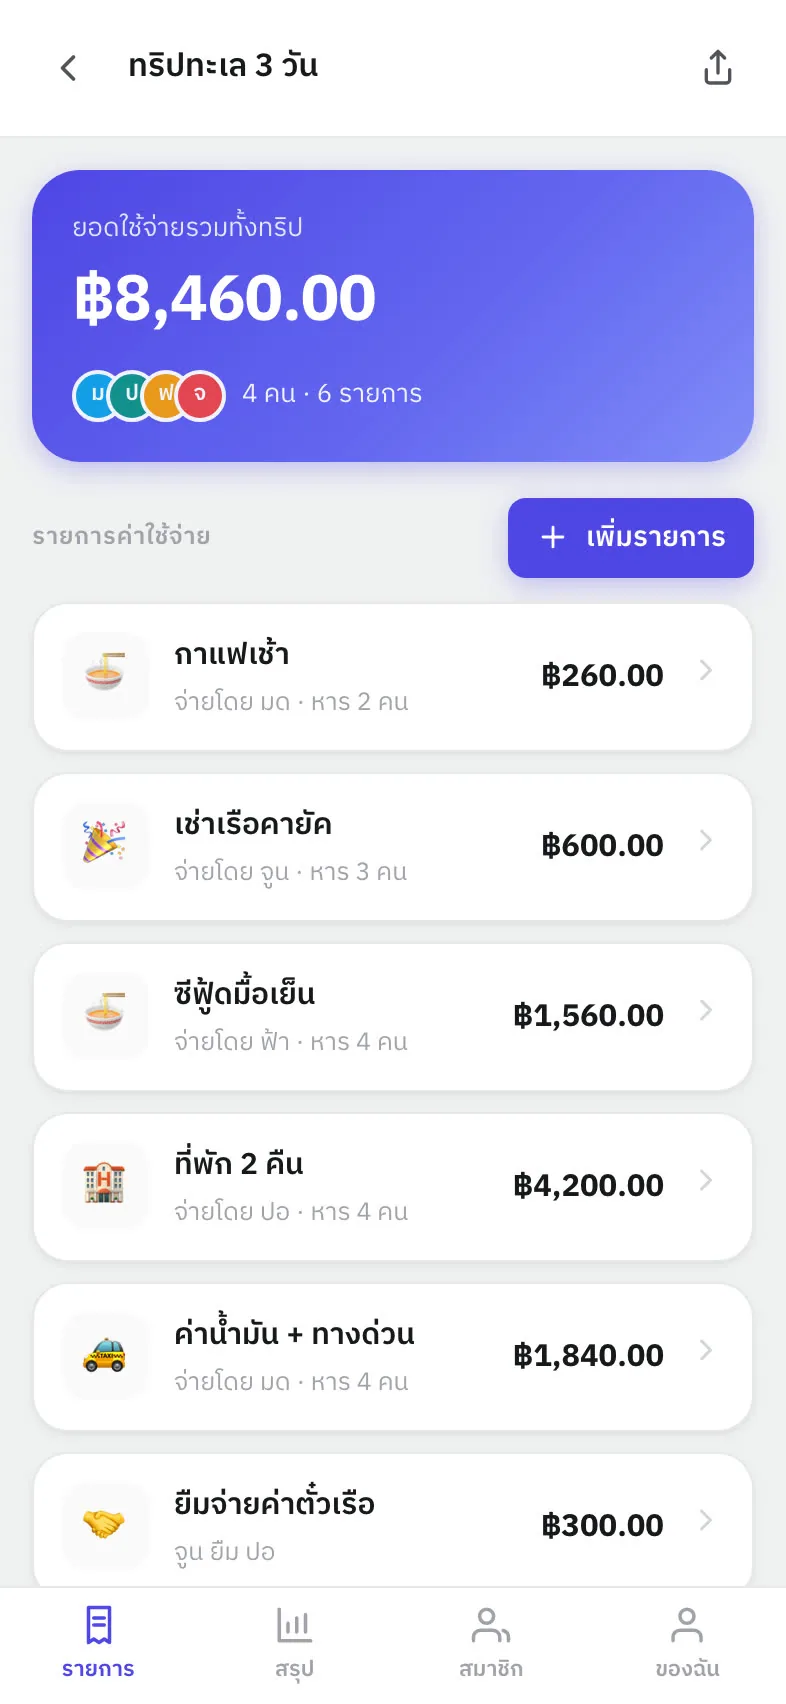 ทริปทะเล 3 วัน
ยอดใช้จ่ายรวมทั้งทริป
฿8,460.00
ม ป ฟ จ 4 คน · 6 รายการ
รายการค่าใช้จ่าย
+ เพิ่มรายการ
กาแฟเช้า
จ่ายโดย มด · หาร 2 คน
฿260.00
เช่าเรือคายัค
จ่ายโดย จูน · หาร 3 คน
฿600.00
ซีฟู้ดมื้อเย็น
จ่ายโดย ฟ้า · หาร 4 คน
฿1,560.00
ที่พัก 2 คืน
จ่ายโดย ปอ · หาร 4 คน
฿4,200.00
ค่าน้ำมัน + ทางด่วน
จ่ายโดย มด · หาร 4 คน
฿1,840.00
ยืมจ่ายค่าตั๋วเรือ
จูน ยืม ปอ
฿300.00
รายการ สรุป สมาชิก ของฉัน